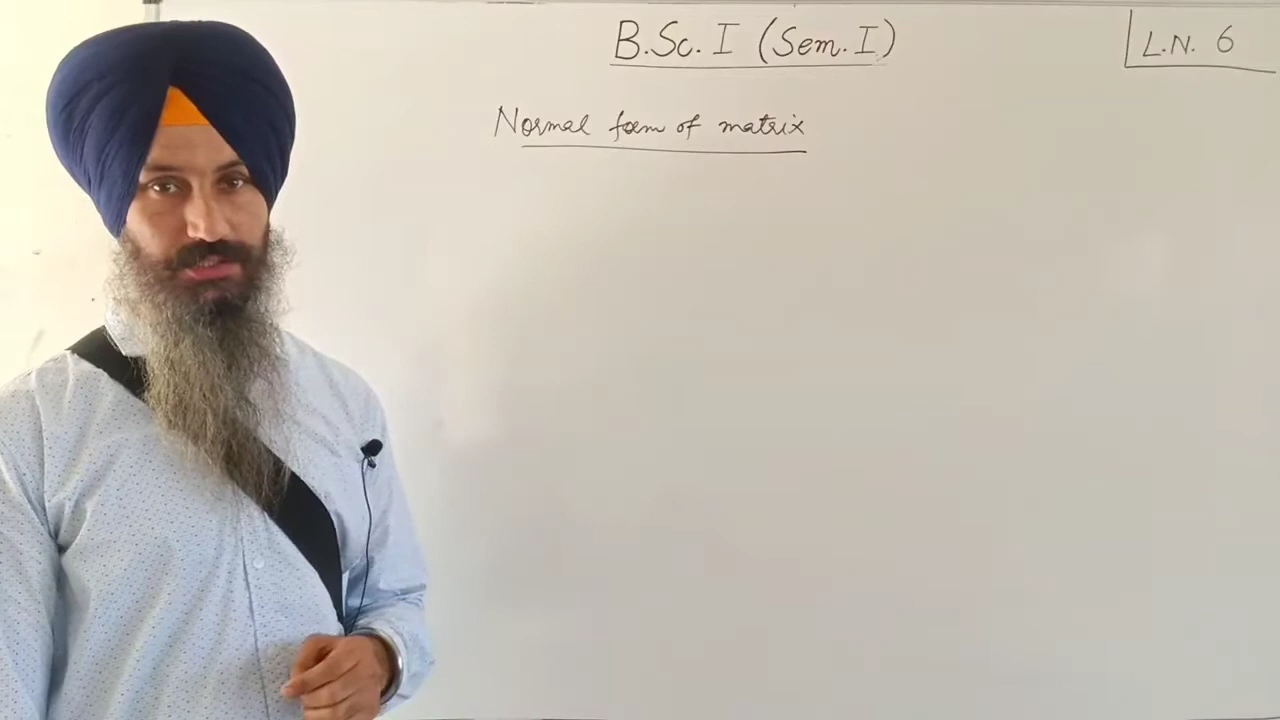 B.Sc. I (Sem. I)
L.N. 6
Normal form of matrix